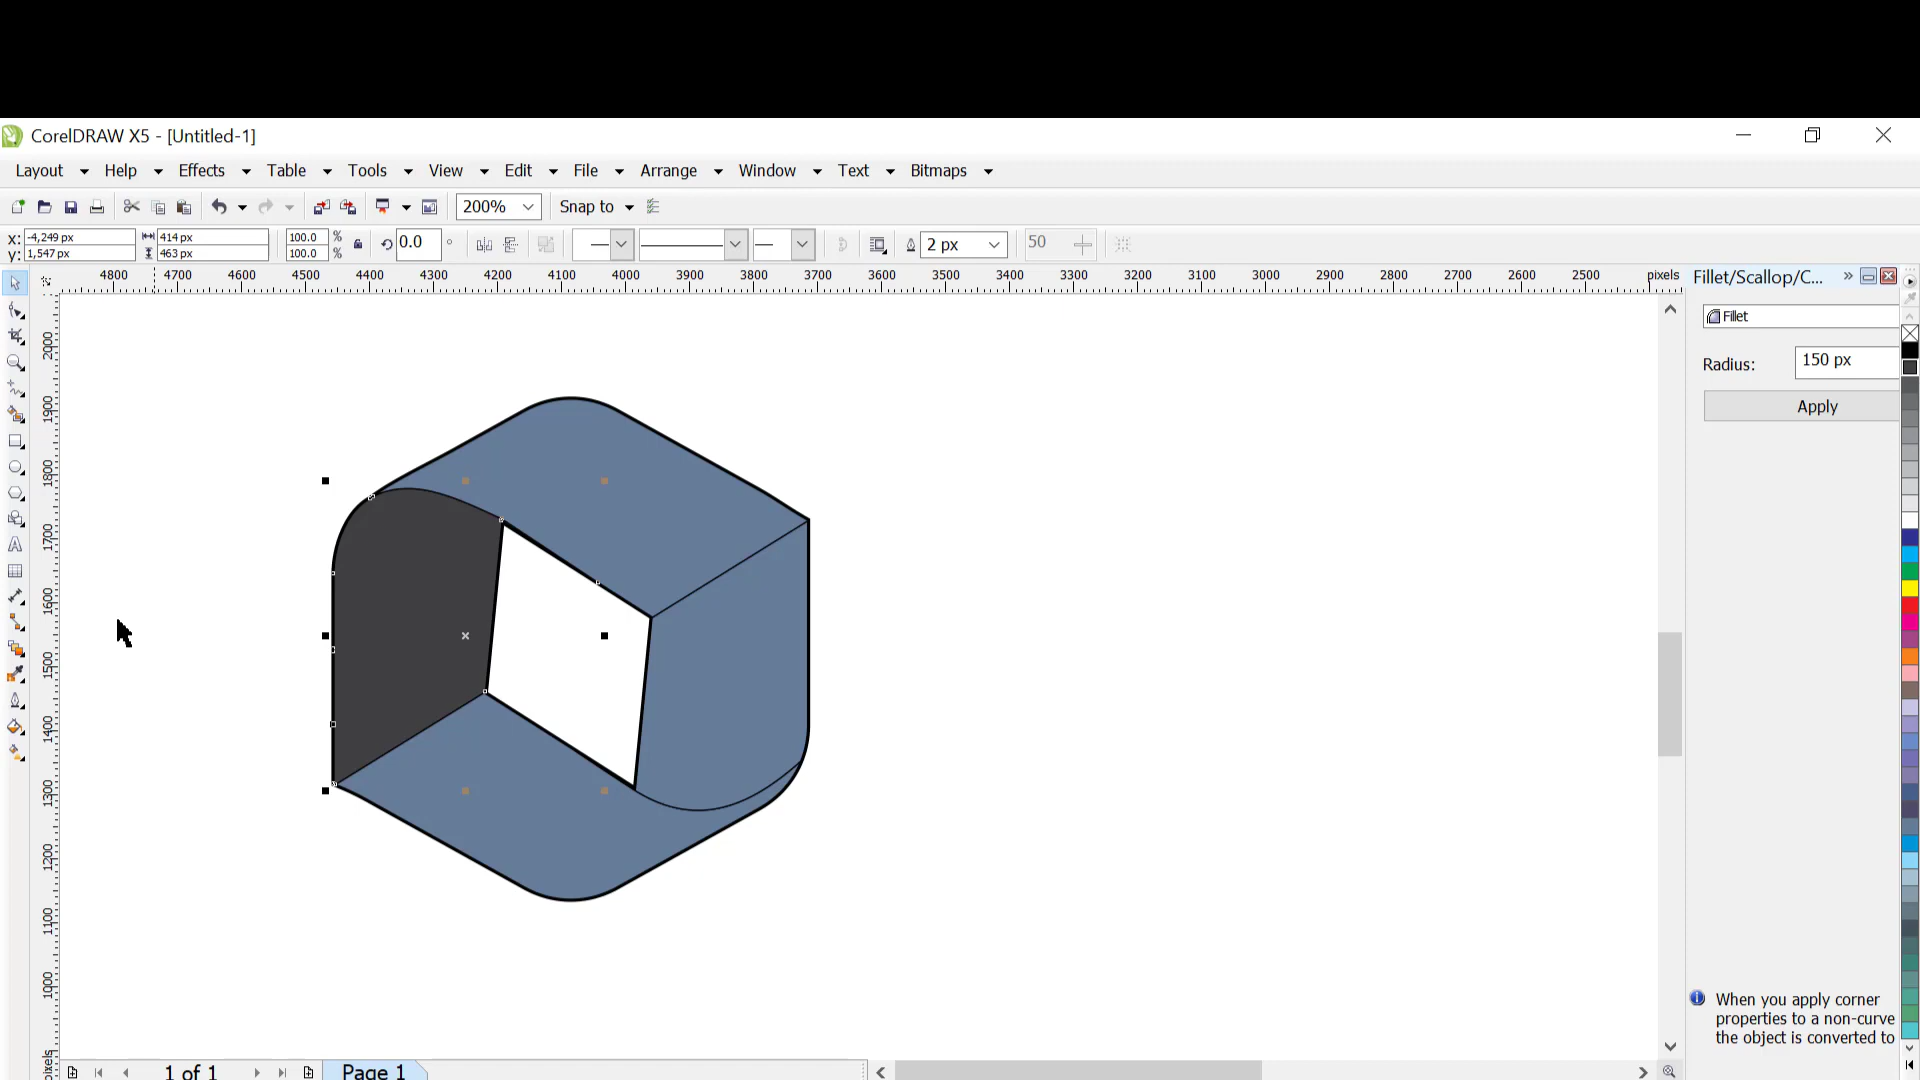 CorelDRAW X5 - [Untitled-1]
Layout Help Effects Table Tools View Edit File Arrange Window Text Bitmaps
200% Snap to
x: -4,249 px 414 px 100.0 % 0.0 ° 2 px 50
y: 1,547 px 463 px 100.0 %
4800 4700 4600 4500 4400 4300 4200 4100 4000 3900 3800 3700 3600 3500 3400 3300 3200 3100 3000 2900 2800 2700 2600 2500 pixels
Fillet/Scallop/C...
Fillet
Radius: 150 px
Apply
2000
1900
1800
1700
1600
1500
1400
1300
1200
1100
1000
pixels
When you apply corner
properties to a non-curve
the object is converted to
1 of 1 Page 1